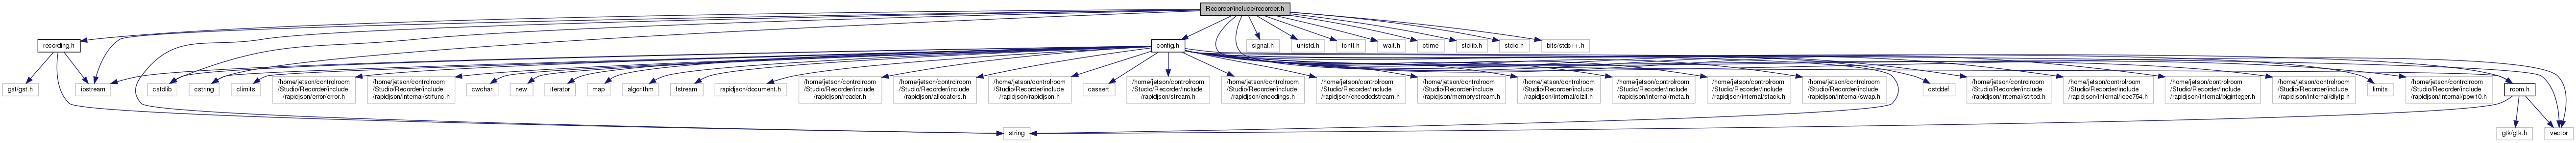 Recorder/include/recorder.h
recording.h
config.h
signal.h
unistd.h
fcntl.h
wait.h
ctime
stdlib.h
stdio.h
bits/stdc++.h
gst/gst.h
iostream
cstdlib
cstring
climits
/home/jetson/controlroom
/Studio/Recorder/include
/rapidjson/error/error.h
/home/jetson/controlroom
/Studio/Recorder/include
/rapidjson/internal/strfunc.h
cwchar
new
iterator
map
algorithm
fstream
rapidjson/document.h
/home/jetson/controlroom
/Studio/Recorder/include
/rapidjson/reader.h
/home/jetson/controlroom
/Studio/Recorder/include
/rapidjson/allocators.h
/home/jetson/controlroom
/Studio/Recorder/include
/rapidjson/rapidjson.h
cassert
/home/jetson/controlroom
/Studio/Recorder/include
/rapidjson/stream.h
/home/jetson/controlroom
/Studio/Recorder/include
/rapidjson/encodings.h
/home/jetson/controlroom
/Studio/Recorder/include
/rapidjson/encodedstream.h
/home/jetson/controlroom
/Studio/Recorder/include
/rapidjson/memorystream.h
/home/jetson/controlroom
/Studio/Recorder/include
/rapidjson/internal/clzll.h
/home/jetson/controlroom
/Studio/Recorder/include
/rapidjson/internal/meta.h
/home/jetson/controlroom
/Studio/Recorder/include
/rapidjson/internal/stack.h
/home/jetson/controlroom
/Studio/Recorder/include
/rapidjson/internal/swap.h
cstddef
/home/jetson/controlroom
/Studio/Recorder/include
/rapidjson/internal/strtod.h
/home/jetson/controlroom
/Studio/Recorder/include
/rapidjson/internal/ieee754.h
/home/jetson/controlroom
/Studio/Recorder/include
/rapidjson/internal/biginteger.h
/home/jetson/controlroom
/Studio/Recorder/include
/rapidjson/internal/diyfp.h
limits
/home/jetson/controlroom
/Studio/Recorder/include
/rapidjson/internal/pow10.h
room.h
string
gtk/gtk.h
vector